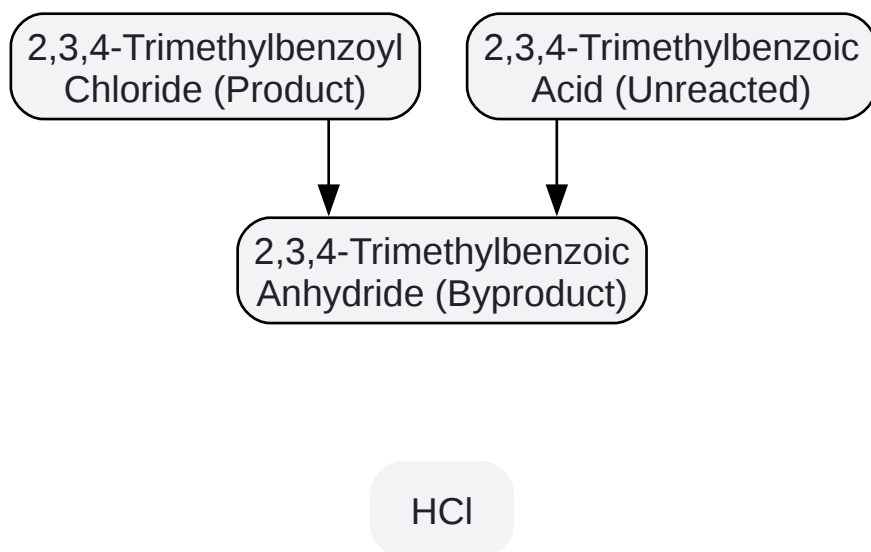 2,3,4-Trimethylbenzoyl
Chloride (Product)
2,3,4-Trimethylbenzoic
Acid (Unreacted)
2,3,4-Trimethylbenzoic
Anhydride (Byproduct)
HCl